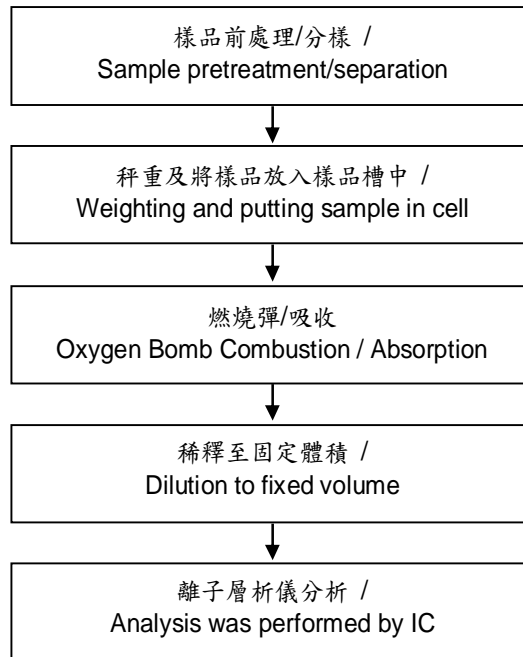 樣品前處理/分樣 /
Sample pretreatment/separation
秤重及將樣品放入樣品槽中 /
Weighting and putting sample in cell
燃燒彈/吸收
Oxygen Bomb Combustion / Absorption
稀釋至固定體積 /
Dilution to fixed volume
離子層析儀分析 /
Analysis was performed by IC